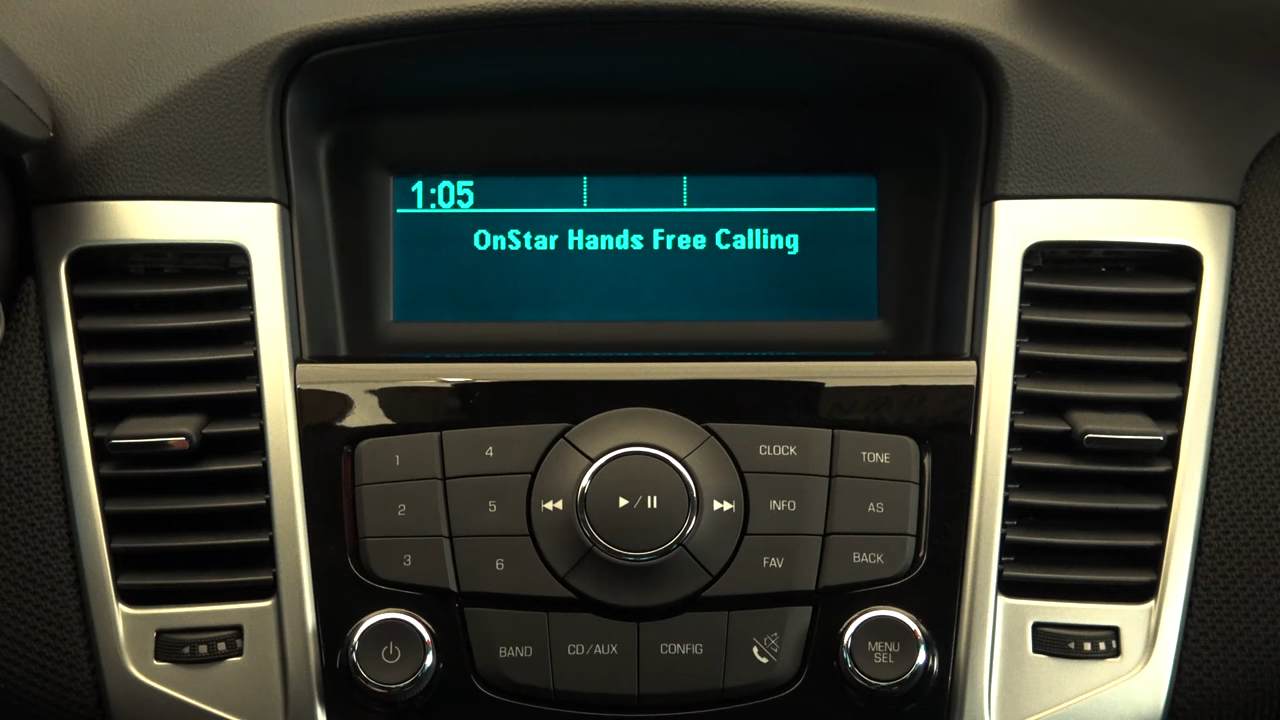 1:05
OnStar Hands Free Calling
1
4
CLOCK
TONE
2
5
INFO
AS
3
6
FAV
BACK
BAND
CD/AUX
CONFIG
MENU
SEL